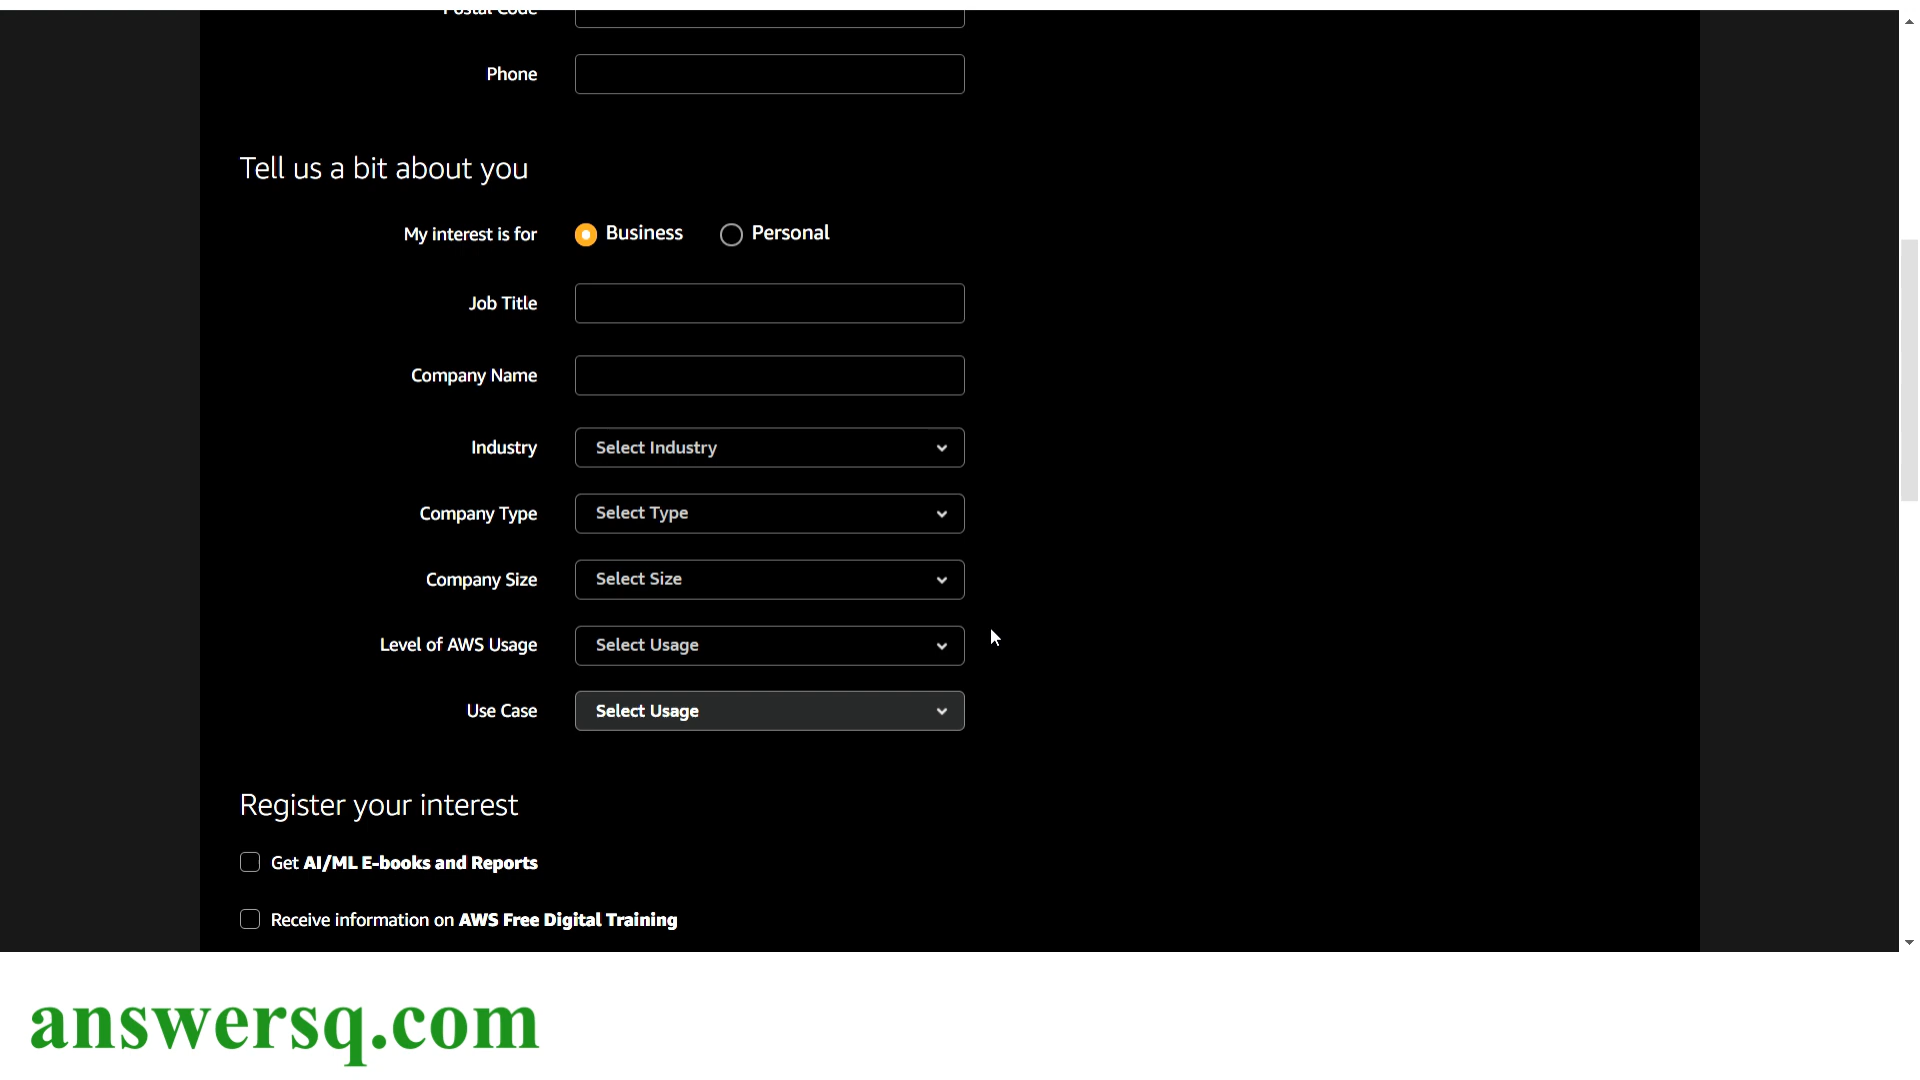 Postal Code
Phone
Tell us a bit about you
My interest is for Business Personal
Job Title
Company Name
Industry Select Industry
Company Type Select Type
Company Size Select Size
Level of AWS Usage Select Usage
Use Case Select Usage
Register your interest
Get AI/ML E-books and Reports
Receive information on AWS Free Digital Training
answersq.com